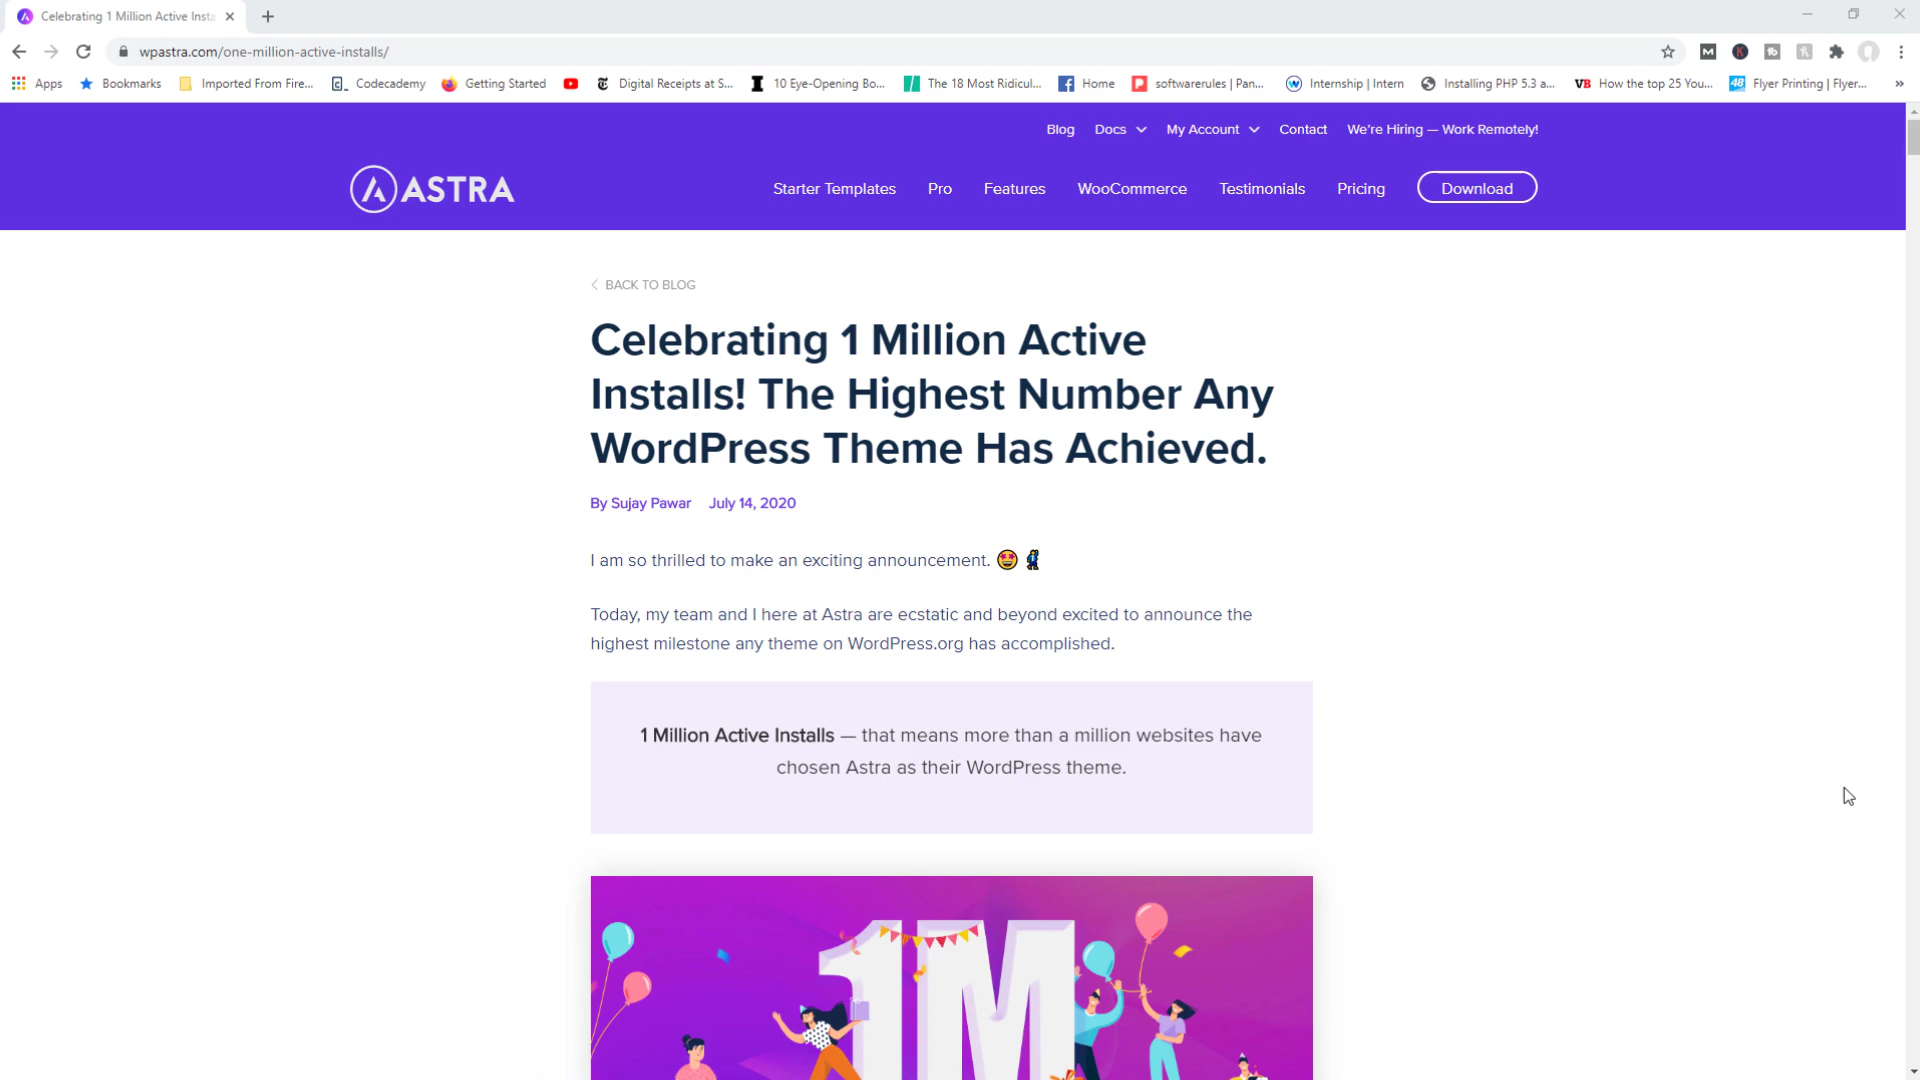 Celebrating 1 Million Active Insta
wpastra.com/one-million-active-installs/
Apps Bookmarks Imported From Fire... Codecademy Getting Started Digital Receipts at S... 10 Eye-Opening Bo... The 18 Most Ridicul... Home softwarerules | Pan... Internship | Intern Installing PHP 5.3 a... VB How the top 25 You... 48 Flyer Printing | Flyer...
Blog Docs My Account Contact We're Hiring — Work Remotely!
ASTRA Starter Templates Pro Features WooCommerce Testimonials Pricing Download
BACK TO BLOG
Celebrating 1 Million Active
Installs! The Highest Number Any
WordPress Theme Has Achieved.
By Sujay Pawar July 14, 2020
I am so thrilled to make an exciting announcement.
Today, my team and I here at Astra are ecstatic and beyond excited to announce the
highest milestone any theme on WordPress.org has accomplished.
1 Million Active Installs — that means more than a million websites have
chosen Astra as their WordPress theme.
1M